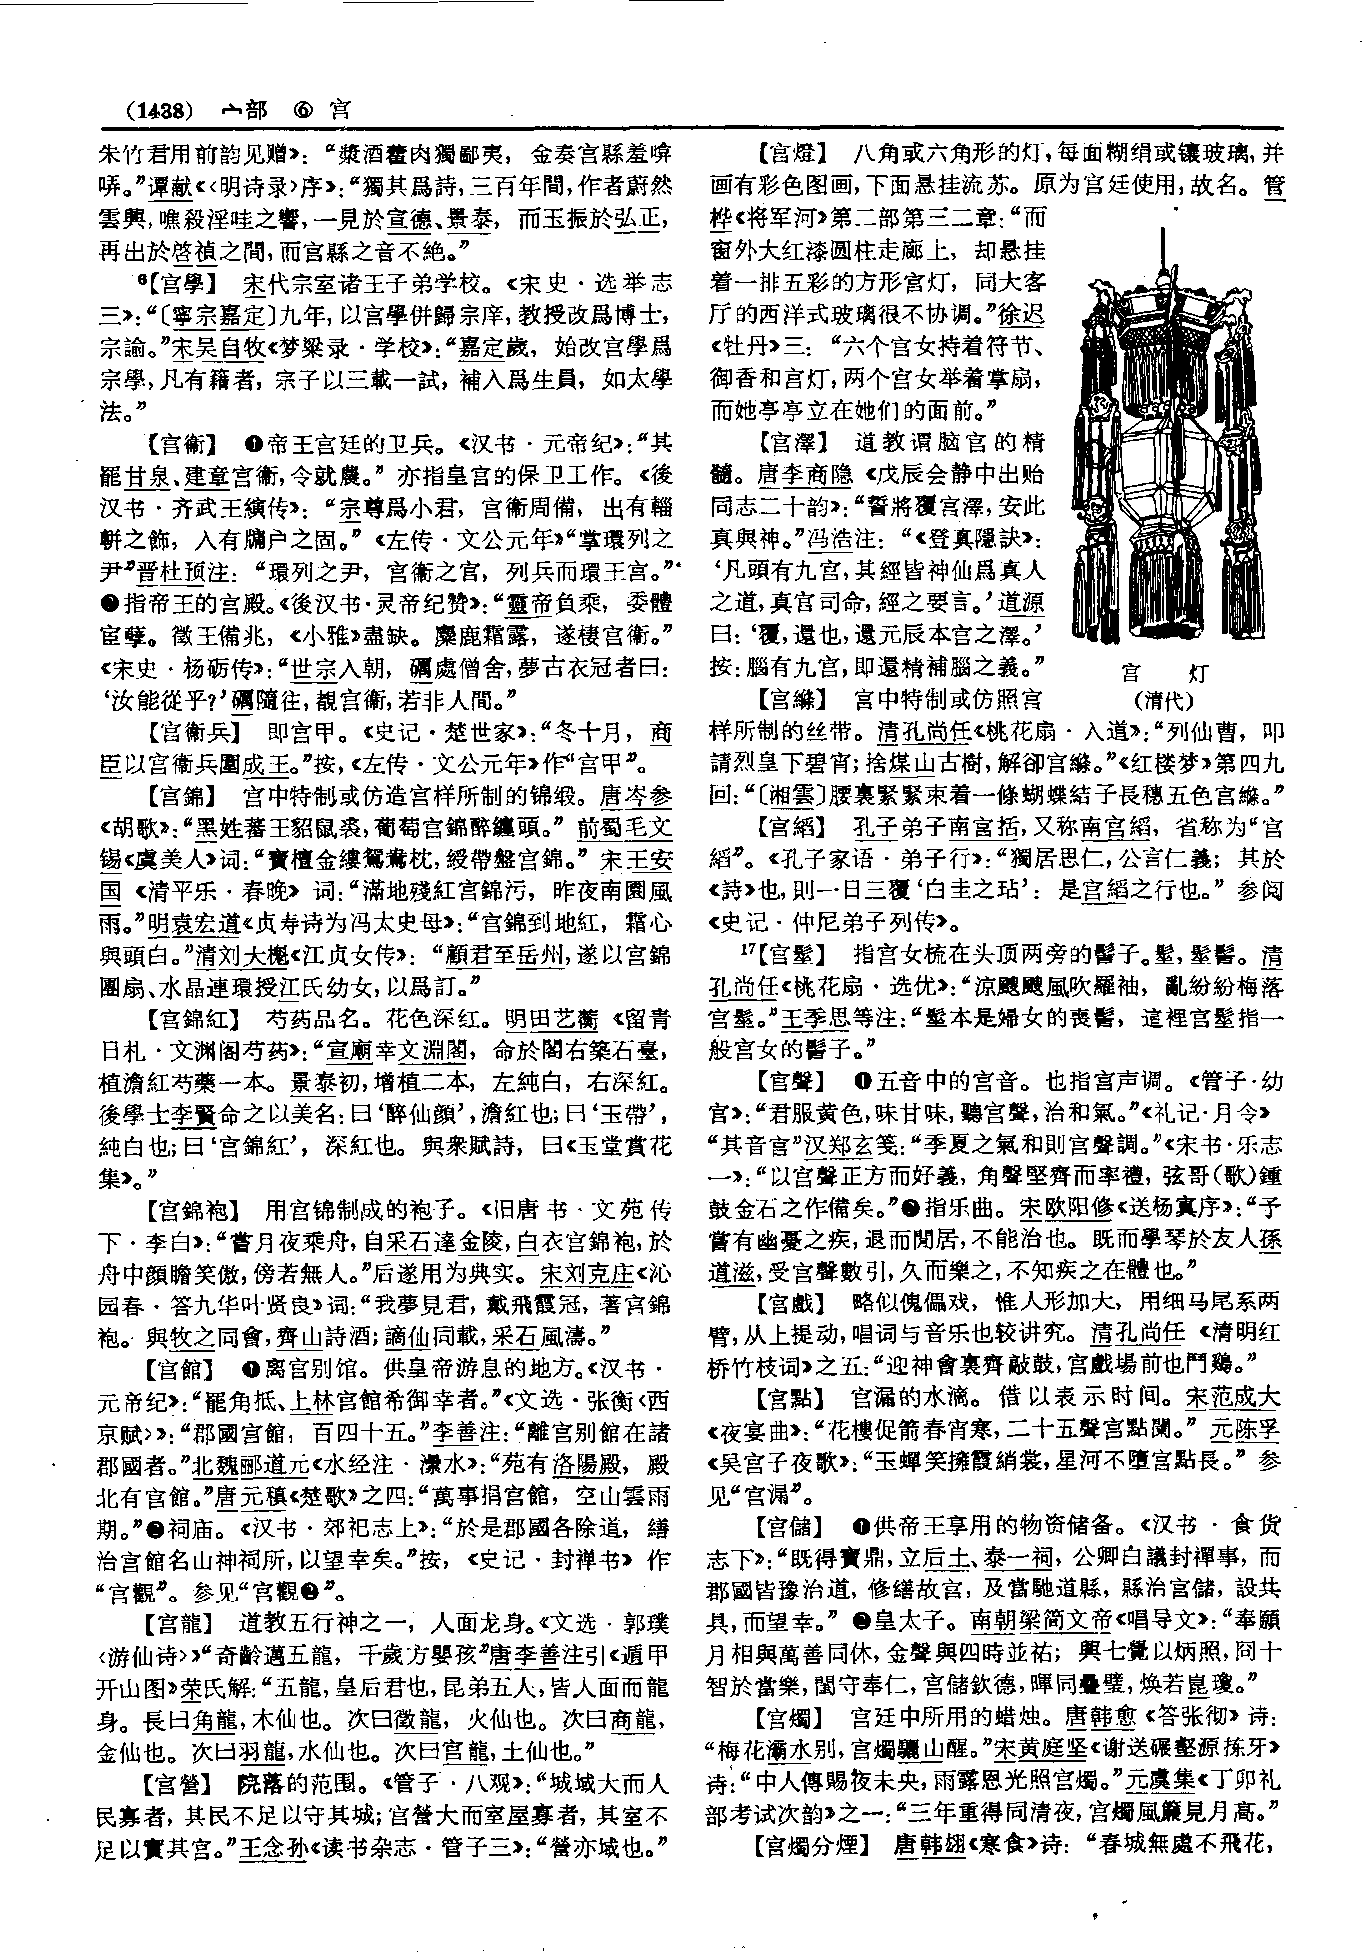 (1438) 宀部 ⑥ 宫
朱竹君用前韵见赠》：“漿酒藿肉獨鄙夷，金奏宫縣羞嗗
哢。”谭献《〈明诗录〉序》：“獨其爲詩，三百年間，作者蔚然
雲興，噍殺淫哇之響，一見於宣德、景泰，而玉振於弘正，
再出於啓禎之間，而宫縣之音不絶。”
⁶【宫學】 宋代宗室诸王子弟学校。《宋史·选举志
三》：“〔寧宗嘉定〕九年，以宫學併歸宗庠，教授改爲博士，
宗諭。”宋吴自牧《梦粱录·学校》：“嘉定歲，始改宫學爲
宗學，凡有籍者，宗子以三載一試，補入爲生員，如太學
法。”
【宫衞】 ❶帝王宫廷的卫兵。《汉书·元帝纪》：“其
罷甘泉、建章宫衞，令就農。”亦指皇宫的保卫工作。《後
汉书·齐武王縯传》：“宗尊爲小君，宫衞周備，出有輜
軿之飾，入有牖户之固。”《左传·文公元年》“掌環列之
尹”晋杜预注：“環列之尹，宫衞之官，列兵而環王宫。”
❷指帝王的宫殿。《後汉书·灵帝纪赞》：“靈帝負乘，委體
宦孽。徵亡備兆，《小雅》盡缺。麋鹿霜露，遂棲宫衞。”
《宋史·杨砺传》：“世宗入朝，礪處僧舍，夢古衣冠者曰：
‘汝能從乎？’礪隨往，覩宫衞，若非人間。”
【宫衞兵】 即宫甲。《史记·楚世家》：“冬十月，商
臣以宫衞兵圍成王。”按，《左传·文公元年》作“宫甲”。
【宫錦】 宫中特制或仿造宫样所制的锦缎。唐岑参
《胡歌》：“黑姓蕃王貂鼠裘，葡萄宫錦醉纏頭。”前蜀毛文
锡《虞美人》词：“寶檀金縷鴛鴦枕，綬帶盤宫錦。”宋王安
国《清平乐·春晚》词：“滿地殘紅宫錦污，昨夜南園風
雨。”明袁宏道《贞寿诗为冯太史母》：“宫錦到地紅，霜心
與頭白。”清刘大櫆《江贞女传》：“顧君至岳州，遂以宫錦
團扇、水晶連環授江氏幼女，以爲訂。”
【宫錦紅】 芍药品名。花色深红。明田艺蘅《留青
日札·文渊阁芍药》：“宣廟幸文淵閣，命於閣右築石臺，
植澹紅芍藥一本。景泰初，增植二本，左純白，右深紅。
後學士李賢命之以美名：曰‘醉仙顔’，澹紅也；曰‘玉帶’，
純白也；曰‘宫錦紅’，深紅也。與衆賦詩，曰《玉堂賞花
集》。”
【宫錦袍】 用宫锦制成的袍子。《旧唐书·文苑传
下·李白》：“嘗月夜乘舟，自采石達金陵，白衣宫錦袍，於
舟中顔瞻笑傲，傍若無人。”后遂用为典实。宋刘克庄《沁
园春·答九华叶贤良》词：“我夢見君，戴飛霞冠，著宫錦
袍。與牧之同會，齊山詩酒；謫仙同載，采石風濤。”
【宫館】 ❶离宫别馆。供皇帝游息的地方。《汉书·
元帝纪》：“罷角抵、上林宫館希御幸者。”《文选·张衡〈西
京赋〉》：“郡國宫館，百四十五。”李善注：“離宫别館在諸
郡國者。”北魏郦道元《水经注·瀔水》：“苑有洛陽殿，殿
北有宫館。”唐元稹《楚歌》之四：“萬事捐宫館，空山雲雨
期。”❷祠庙。《汉书·郊祀志上》：“於是郡國各除道，繕
治宫館名山神祠所，以望幸矣。”按，《史记·封禅书》作
“宫觀”。参见“宫觀❷”。
【宫龍】 道教五行神之一，人面龙身。《文选·郭璞
〈游仙诗〉》“奇齡邁五龍，千歲方嬰孩”唐李善注引《遁甲
开山图》荣氏解：“五龍，皇后君也，昆弟五人，皆人面而龍
身。長曰角龍，木仙也。次曰徵龍，火仙也。次曰商龍，
金仙也。次曰羽龍，水仙也。次曰宫龍，土仙也。”
【宫營】 院落的范围。《管子·八观》：“城域大而人
民寡者，其民不足以守其城；宫營大而室屋寡者，其室不
足以實其宫。”王念孙《读书杂志·管子三》：“營亦域也。”
【宫燈】 八角或六角形的灯，每面糊绢或镶玻璃，并
画有彩色图画，下面悬挂流苏。原为宫廷使用，故名。管
桦《将军河》第二部第三二章：“而
窗外大红漆圆柱走廊上，却悬挂
着一排五彩的方形宫灯，同大客
厅的西洋式玻璃很不协调。”徐迟
《牡丹》三：“六个宫女持着符节、
御香和宫灯，两个宫女举着掌扇，
而她亭亭立在她们的面前。”
【宫澤】 道教谓脑宫的精
髓。唐李商隐《戊辰会静中出贻
同志二十韵》：“誓將覆宫澤，安此
真與神。”冯浩注：“《登真隱訣》：
‘凡頭有九宫，其經皆神仙爲真人
之道，真宫司命，經之要言。’道源
曰：‘覆，還也，還元辰本宫之澤。’
按：腦有九宫，即還精補腦之義。”
宫 灯
(清代)
【宫縧】 宫中特制或仿照宫
样所制的丝带。清孔尚任《桃花扇·入道》：“列仙曹，叩
請烈皇下碧宵；捨煤山古樹，解卻宫縧。”《红楼梦》第四九
回：“〔湘雲〕腰裏緊緊束着一條蝴蝶結子長穗五色宫縧。”
【宫縚】 孔子弟子南宫括，又称南宫縚，省称为“宫
縚”。《孔子家语·弟子行》：“獨居思仁，公言仁義；其於
《詩》也，則一日三覆‘白圭之玷’：是宫縚之行也。”参阅
《史记·仲尼弟子列传》。
¹⁷【宫髽】 指宫女梳在头顶两旁的髻子。髽，髽髻。清
孔尚任《桃花扇·选优》：“涼颼颼風吹羅袖，亂紛紛梅落
宫髽。”王季思等注：“髽本是婦女的喪髻，這裡宫髽指一
般宫女的髻子。”
【宫聲】 ❶五音中的宫音。也指宫声调。《管子·幼
宫》：“君服黄色，味甘味，聽宫聲，治和氣。”《礼记·月令》
“其音宫”汉郑玄笺：“季夏之氣和則宫聲調。”《宋书·乐志
一》：“以宫聲正方而好義，角聲堅齊而率禮，弦哥(歌)鍾
鼓金石之作備矣。”❷指乐曲。宋欧阳修《送杨寘序》：“予
嘗有幽憂之疾，退而閒居，不能治也。既而學琴於友人孫
道滋，受宫聲數引，久而樂之，不知疾之在體也。”
【宫戲】 略似傀儡戏，惟人形加大，用细马尾系两
臂，从上提动，唱词与音乐也较讲究。清孔尚任《清明红
桥竹枝词》之五：“迎神會裏齊敲鼓，宫戲場前也鬥鷄。”
【宫點】 宫漏的水滴。借以表示时间。宋范成大
《夜宴曲》：“花樓促箭春宵寒，二十五聲宫點闌。”元陈孚
《吴宫子夜歌》：“玉蟬笑擁霞綃裳，星河不墮宫點長。”参
见“宫漏”。
【宫儲】 ❶供帝王享用的物资储备。《汉书·食货
志下》：“既得寶鼎，立后土、泰一祠，公卿白議封禪事，而
郡國皆豫治道，修繕故宫，及當馳道縣，縣治宫儲，設共
具，而望幸。”❷皇太子。南朝梁简文帝《唱导文》：“奉願
月相與萬善同休，金聲與四時並祐；興七覺以炳照，冏十
智於當樂，閤守奉仁，宫储欽德，暉同叠璧，焕若崑瓊。”
【宫燭】 宫廷中所用的蜡烛。唐韩愈《答张彻》诗：
“梅花灞水别，宫燭驪山醒。”宋黄庭坚《谢送碾壑源拣牙》
诗：“中人傳賜夜未央，雨露恩光照宫燭。”元虞集《丁卯礼
部考试次韵》之一：“三年重得同清夜，宫燭風簾見月高。”
【宫燭分煙】 唐韩翃《寒食》诗：“春城無處不飛花，